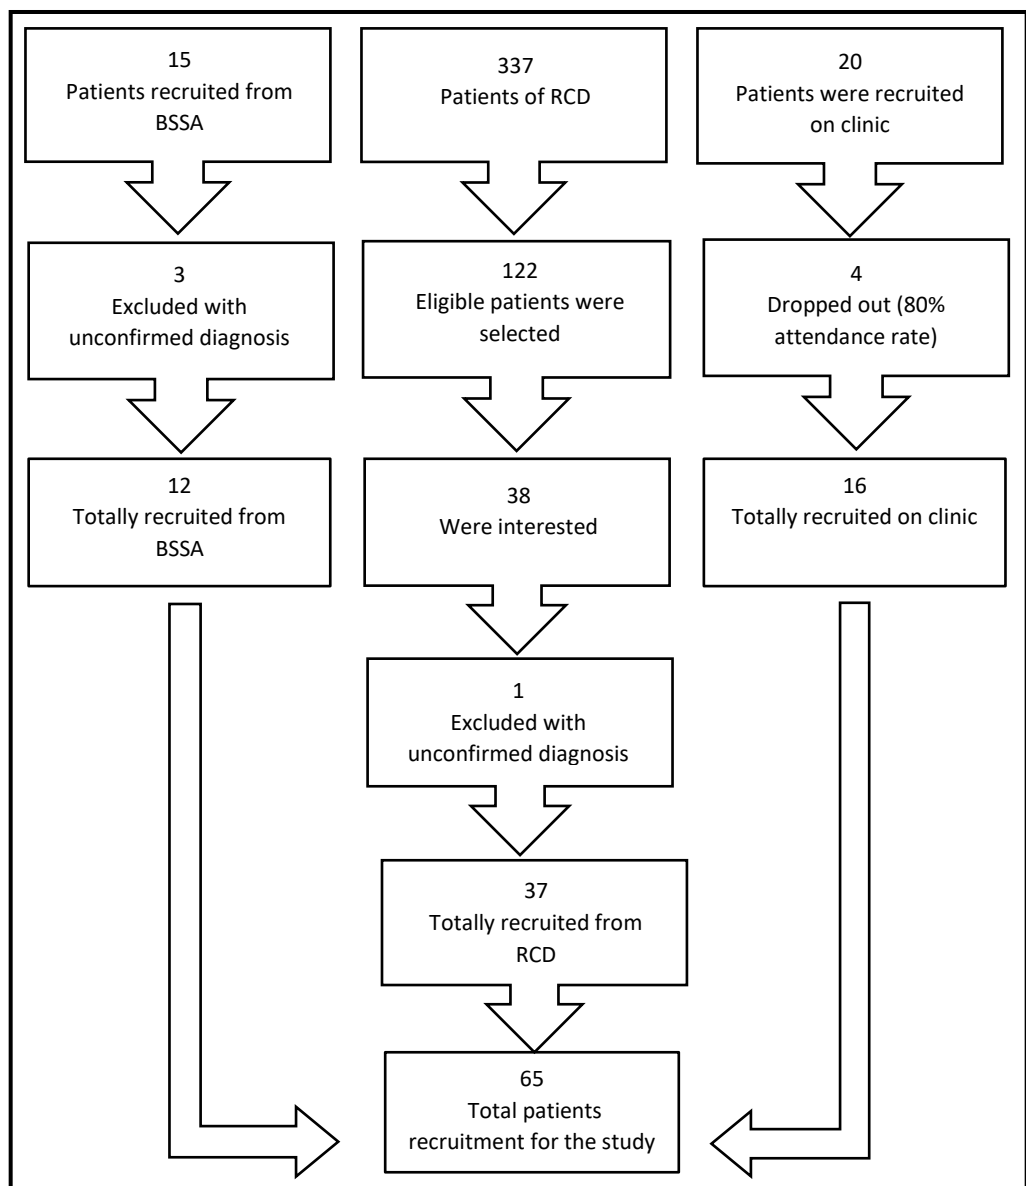 15
Patients recruited from
BSSA
337
Patients of RCD
20
Patients were recruited
on clinic
3
Excluded with
unconfirmed diagnosis
122
Eligible patients were
selected
4
Dropped out (80%
attendance rate)
12
Totally recruited from
BSSA
38
Were interested
16
Totally recruited on clinic
1
Excluded with
unconfirmed diagnosis
37
Totally recruited from
RCD
65
Total patients
recruitment for the study